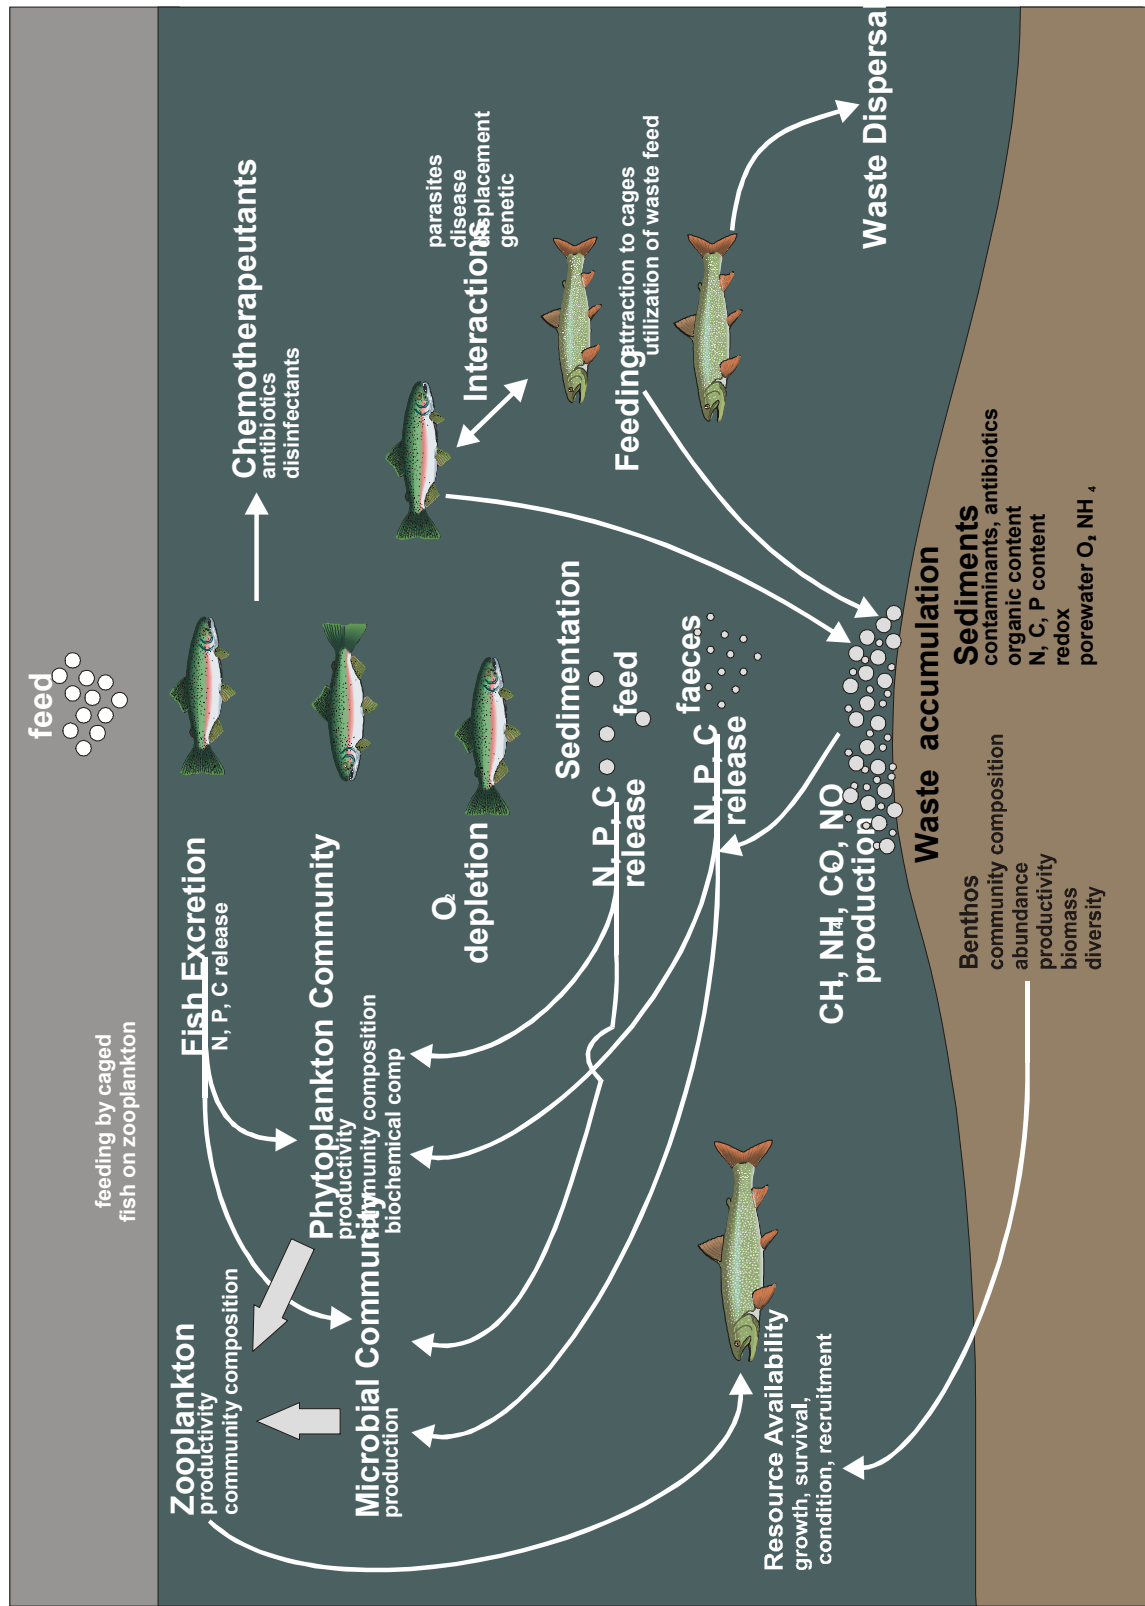 feed
feeding by caged
fish on zooplankton
Zooplankton
productivity
community composition
Fish Excretion
N, P, C release
Chemotherapeutants
antibiotics
disinfectants
Phytoplankton Community
productivity
community composition
biochemical comp
Microbial Community
production
O2
depletion
parasites
disease
displacement
genetic
Interactions
Sedimentation
feed
N, P, C
release
faeces
N, P, C
release
Feeding
attraction to cages
utilization of waste feed
Waste Dispersal
Resource Availability
growth, survival,
condition, recruitment
CH4, NH4, CO2, NO
production
Waste accumulation
Sediments
contaminants, antibiotics
organic content
N, C, P content
redox
porewater O2, NH4
Benthos
community composition
abundance
productivity
biomass
diversity